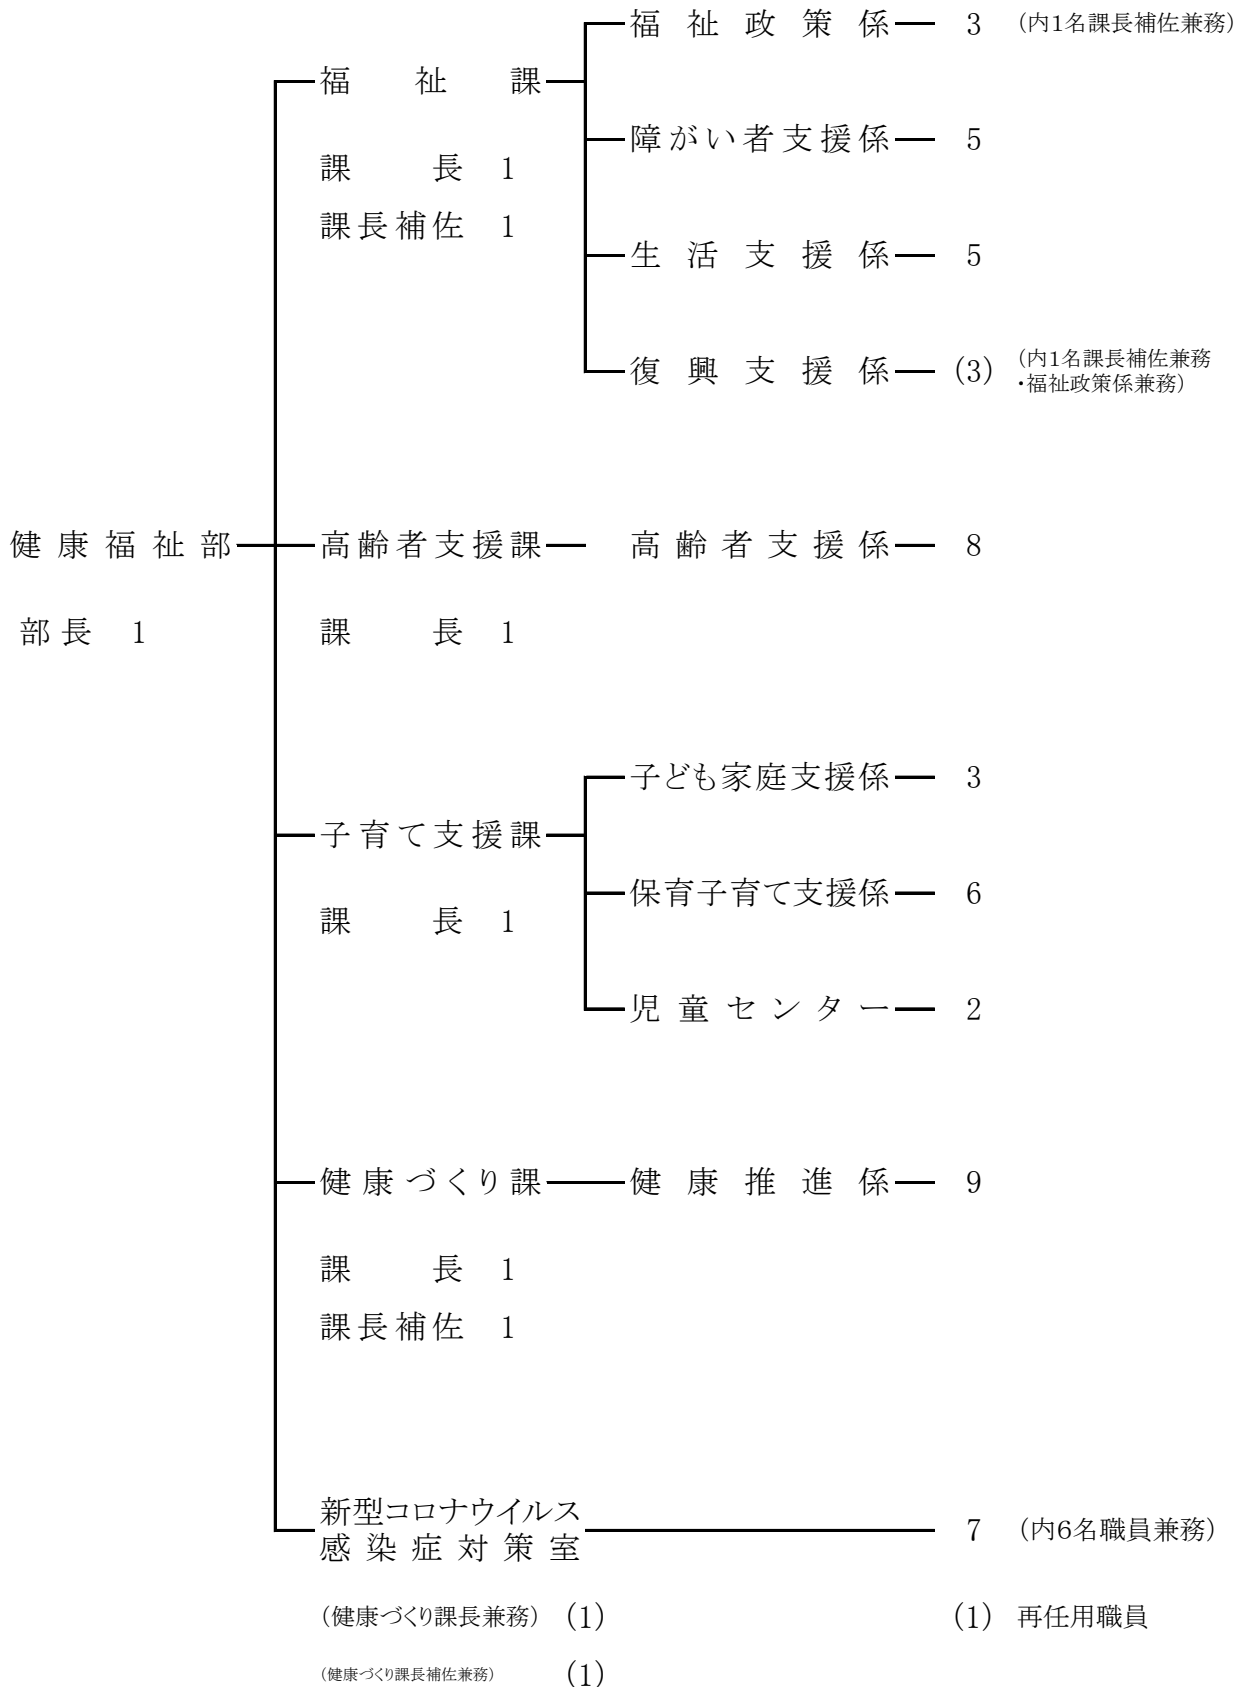 福祉政策係 3 (内1名課長補佐兼務)
福祉課
障がい者支援係 5
課長 1
課長補佐 1
生活支援係 5
復興支援係 (3) (内1名課長補佐兼務
・福祉政策係兼務)
健康福祉部 高齢者支援課 高齢者支援係 8
部長 1 課長 1
子ども家庭支援係 3
子育て支援課
保育子育て支援係 6
課長 1
児童センター 2
健康づくり課 健康推進係 9
課長 1
課長補佐 1
新型コロナウイルス
感染症対策室 7 (内6名職員兼務)
(健康づくり課長兼務) (1) (1) 再任用職員
(健康づくり課長補佐兼務) (1)